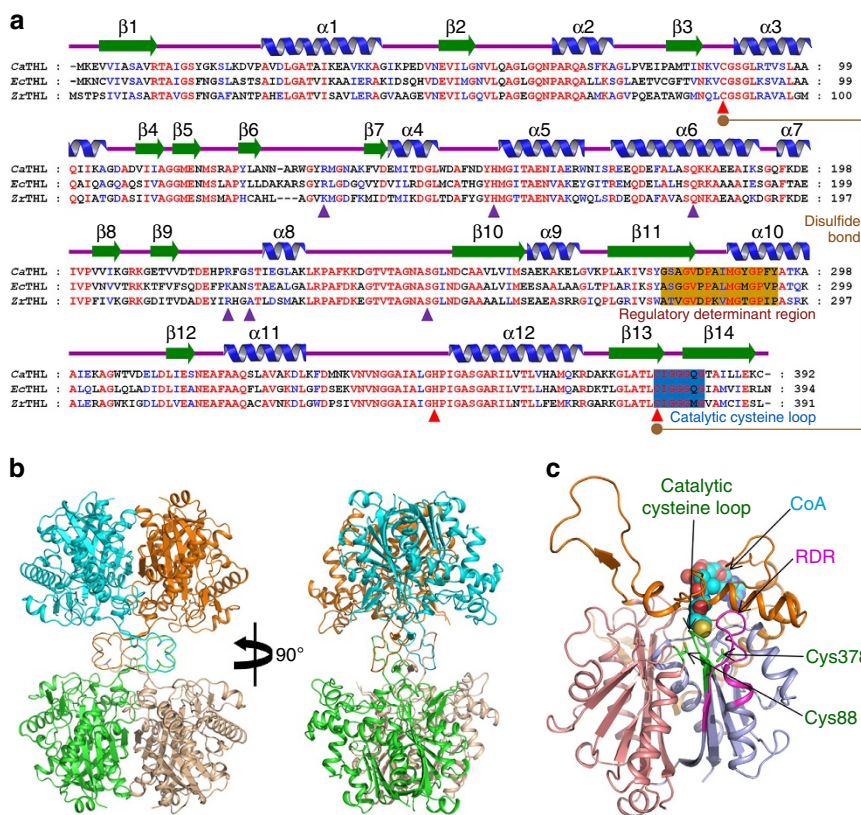 a
β1 α1 β2 α2 β3 α3
CaTHL : -MKEVVIASAVRTAIGSYGKSLKDVPAVDLGATAIKEAVKKAGIKPEDVNEVILGNVLQAGLGQNPARQASFKAGLPVEIPAMTINKVCGSGLRTVSLAA : 99
EcTHL : -MKNCVIVSAVRTAIGSFNGSLASTSAIDLGATVIKAAIERAKIDSQHVDEVIMGNVLQAGLGQNPARQALLKSGLAETVCGFTVNKVCGSGLKSVALAA : 99
ZrTHL : MSTPSIVIASARTAVGSFNGAFANTPAHELGATVISAVLERAGVAAGEVNEVILGQVLPAGEGQNPARQAAMKAGVPQEATAWGMNQLCGSGLRAVALGM : 100
β4 β5 β6 β7 α4 α5 α6 α7
CaTHL : QIIKAGDADVIIAGGMENMSRAPYLANN-ARWGYRMGNAKFVDEMITDGLWDAFNDYHMGITAENIAERWNISREEQDEFALASQKKAEEAIKSGQFKDE : 198
EcTHL : QAIQAGQAQSIVAGGMENMSLAPYLLDAKARSGYRLGDGQVYDVILRDGLMCATHGYHMGITAENVAKEYGITREMQDELALHSQRKAAAAIESGAFTAE : 199
ZrTHL : QQIATGDASIIVAGGMESMSMAPHCAHL---AGVKMGDFKMIDTMIKDGLTDAFYGYHMGTTAENVAKQWQLSRDEQDAFAVASQNKAEAAQKDGRFKDE : 197
Disulfide
bond
β8 β9 α8 β10 α9 β11 α10
CaTHL : IVPVVIKGRKGETVVDTDEHPRFGSTIEGLAKLKPAFKKDGTVTAGNASGLNDCAAVLVIMSAEKAKELGVKPLAKIVSYGSAGVDPAIMGYGPFYATKA : 298
EcTHL : IVPVNVVTRKKTFVFSQDEFPKANSTAEALGALRPAFDKAGTVTAGNASGINDGAAALVIMEESAALAAGLTPLARIKSYASGGVPPALMGMGPVPATQK : 299
ZrTHL : IVPFIVKGRKGDITVDADEYIRHGATLDSMAKLRPAFDKEGTVTAGNASGLNDGAAAALLMSEAEASRRGIQPLGRIVSWATVGVDPKVMGTGPIPASRK : 297
Regulatory determinant region
β12 α11 α12 β13 β14
CaTHL : AIEKAGWTVDELDLIESNEAFAAQSLAVAKDLKFDMNKVNVNGGAIALGHPIGASGARILVTLVHAMQKRDAKKGLATLCIGGGQGTAILLEKC- : 392
EcTHL : ALQLAGLQLADIDLIEANEAFAAQFLAVGKNLGFDSEKVNVNGGAIALGHPIGASGARILVTLLHAMQARDKTLGLATLCIGGGQGIAMVIERLN : 394
ZrTHL : ALERAGWKIGDLDLVEANEAFAAQACAVNKDLGWDPSIVNVNGGAIAIGHPIGASGARILNTLLFEMKRRGARKGLATLCIGGGMGVAMCIESL- : 391
Catalytic cysteine loop
b
90°
c
Catalytic
cysteine loop
CoA
RDR
Cys378
Cys88